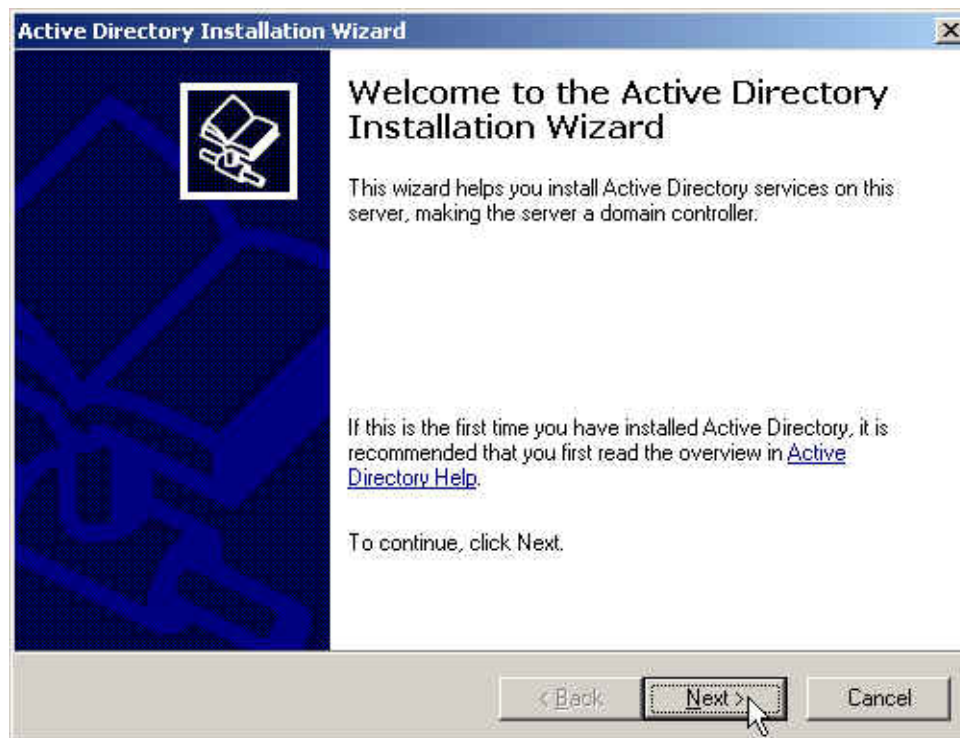 Active Directory Installation Wizard
Welcome to the Active Directory
Installation Wizard
This wizard helps you install Active Directory services on this
server, making the server a domain controller.
If this is the first time you have installed Active Directory, it is
recommended that you first read the overview in Active
Directory Help.
To continue, click Next.
< Back Next > Cancel